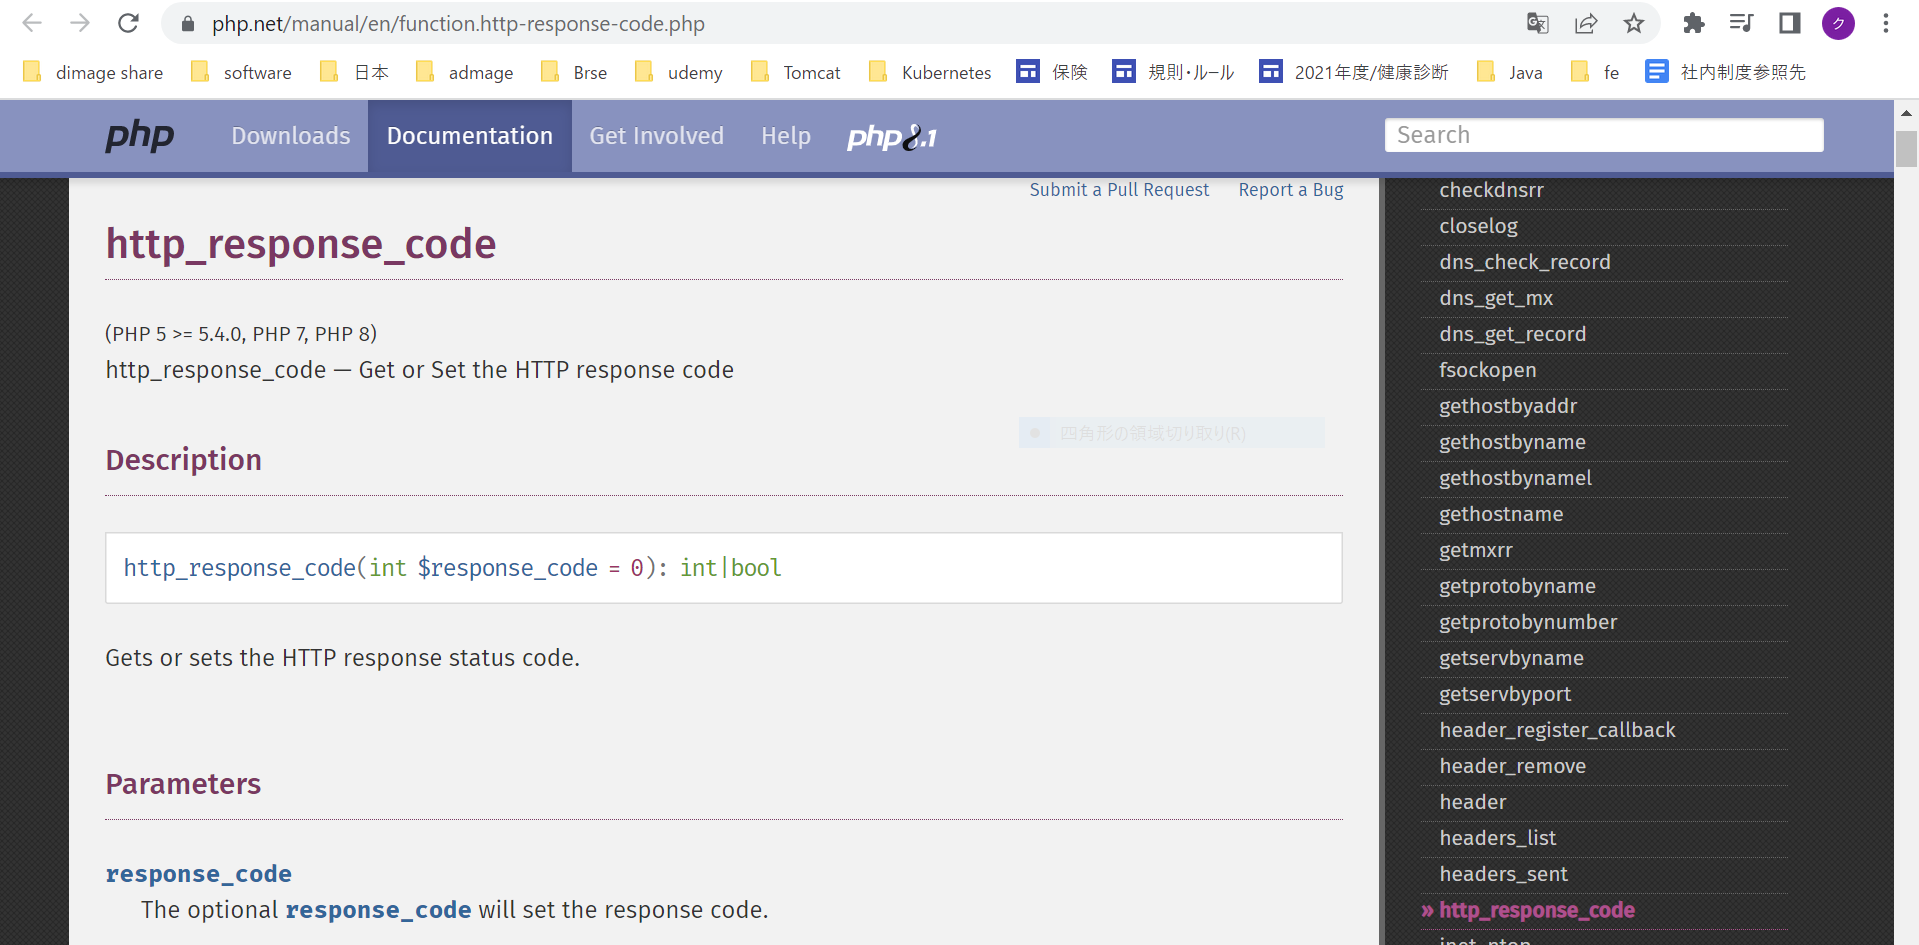 php.net/manual/en/function.http-response-code.php
ク
dimage share
software
日本
admage
Brse
udemy
Tomcat
Kubernetes
保険
規則・ルール
2021年度/健康診断
Java
fe
社内制度参照先
php
Downloads
Documentation
Get Involved
Help
php8.1
Search
Submit a Pull Request
Report a Bug
http_response_code
(PHP 5 >= 5.4.0, PHP 7, PHP 8)
http_response_code — Get or Set the HTTP response code
四角形の領域切り取り(R)
Description
http_response_code(int $response_code = 0): int|bool
Gets or sets the HTTP response status code.
Parameters
response_code
The optional response_code will set the response code.
checkdnsrr
closelog
dns_check_record
dns_get_mx
dns_get_record
fsockopen
gethostbyaddr
gethostbyname
gethostbynamel
gethostname
getmxrr
getprotobyname
getprotobynumber
getservbyname
getservbyport
header_register_callback
header_remove
header
headers_list
headers_sent
» http_response_code
inet_ntop